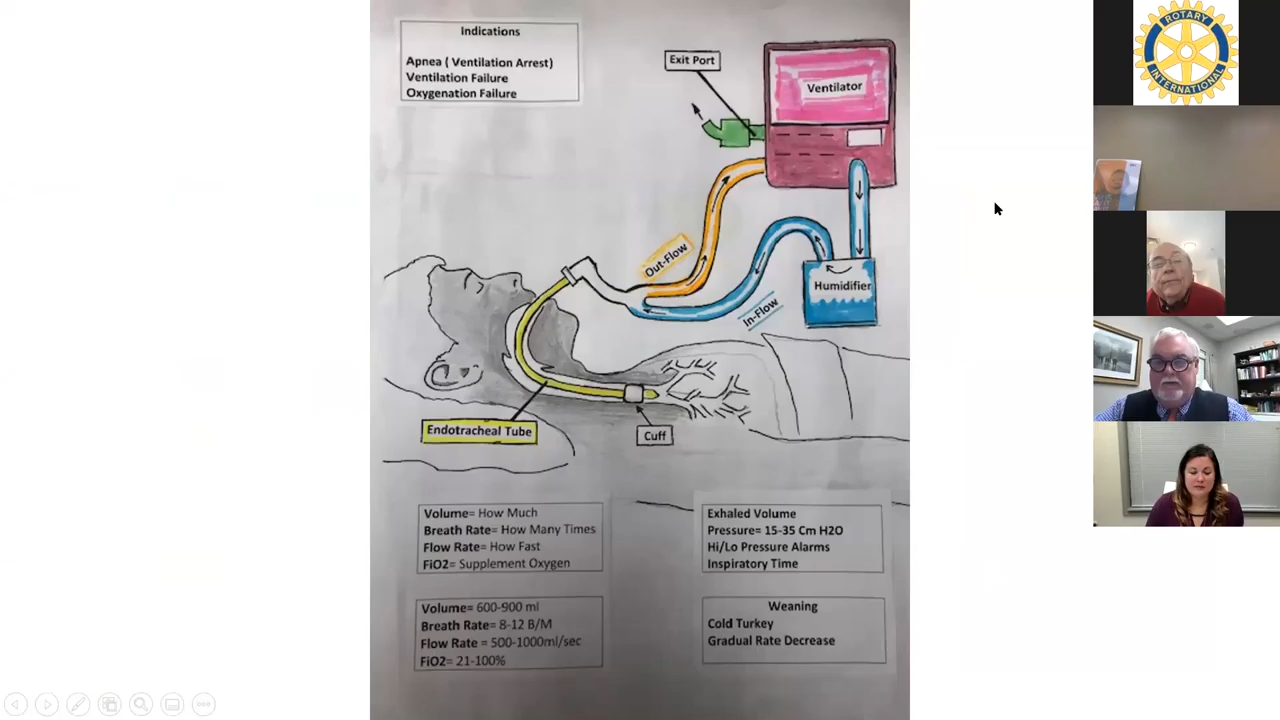 Indications
Apnea ( Ventilation Arrest)
Ventilation Failure
Oxygenation Failure
Exit Port
Ventilator
Out-Flow
In-Flow
Humidifier
Endotracheal Tube
Cuff
Volume= How Much
Breath Rate= How Many Times
Flow Rate= How Fast
FiO2= Supplement Oxygen
Exhaled Volume
Pressure= 15-35 Cm H2O
Hi/Lo Pressure Alarms
Inspiratory Time
Volume= 600-900 ml
Breath Rate= 8-12 B/M
Flow Rate = 500-1000ml/sec
FiO2= 21-100%
Weaning
Cold Turkey
Gradual Rate Decrease
ROTARY
INTERNATIONAL